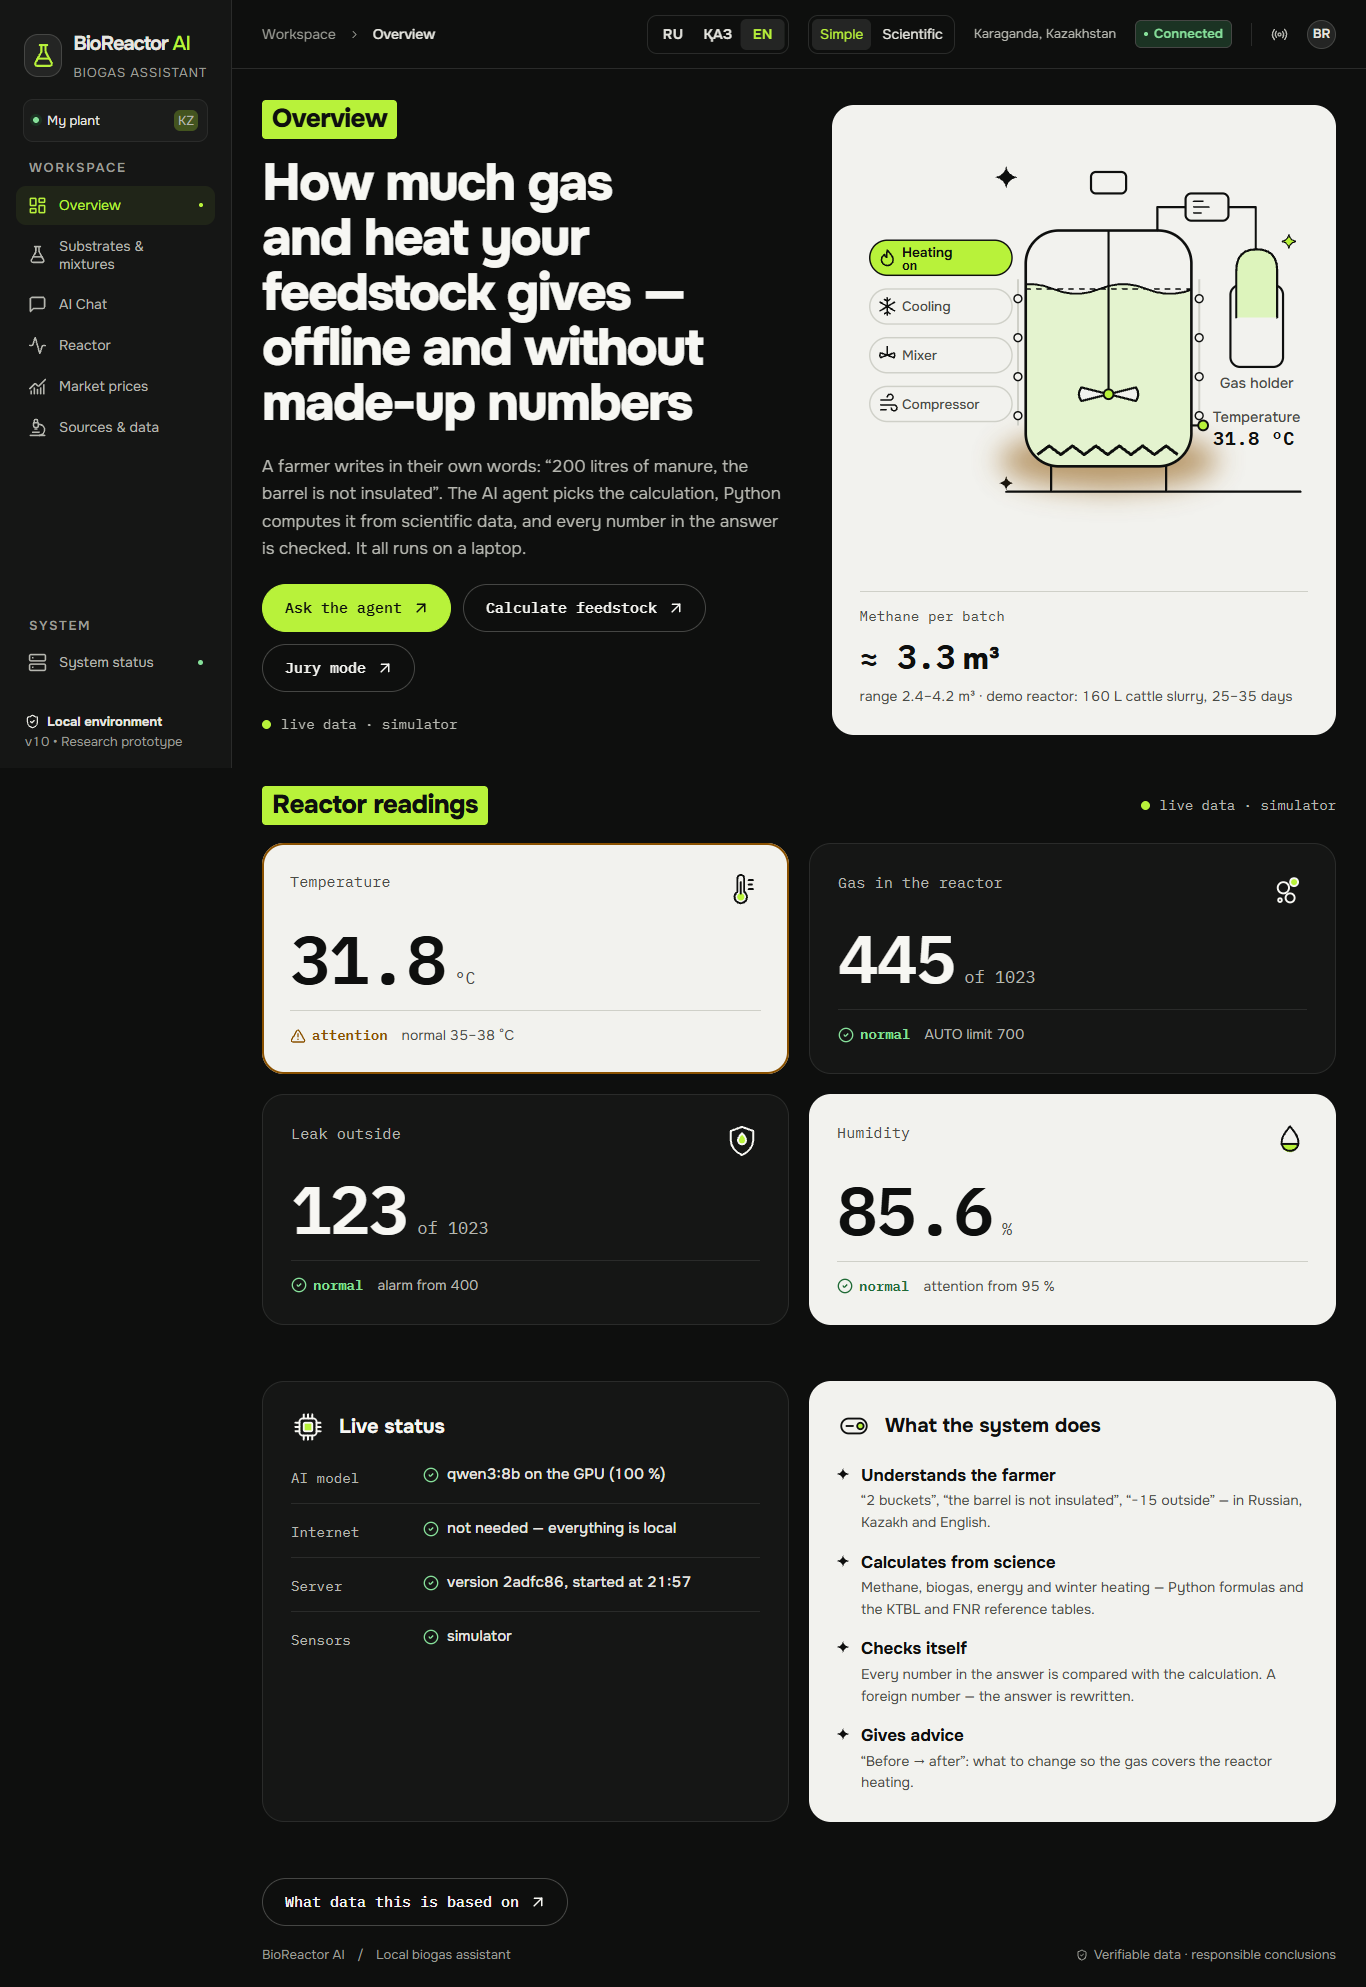 BioReactor AI
BIOGAS ASSISTANT
My plant
KZ
WORKSPACE
Overview
Substrates &
mixtures
AI Chat
Reactor
Market prices
Sources & data
SYSTEM
System status
Local environment
v10 • Research prototype
Workspace › Overview
RU ҚАЗ EN
Simple Scientific
Karaganda, Kazakhstan
Connected
BR
Overview
How much gas
and heat your
feedstock gives —
offline and without
made-up numbers
A farmer writes in their own words: “200 litres of manure, the
barrel is not insulated”. The AI agent picks the calculation, Python
computes it from scientific data, and every number in the answer
is checked. It all runs on a laptop.
Ask the agent
Calculate feedstock
Jury mode
live data · simulator
Heating
on
Cooling
Mixer
Compressor
Gas holder
Temperature
31.8 °C
Methane per batch
≈ 3.3 m³
range 2.4–4.2 m³ · demo reactor: 160 L cattle slurry, 25–35 days
Reactor readings
live data · simulator
Temperature
31.8 °C
attention normal 35–38 °C
Gas in the reactor
445 of 1023
normal AUTO limit 700
Leak outside
123 of 1023
normal alarm from 400
Humidity
85.6 %
normal attention from 95 %
Live status
AI model qwen3:8b on the GPU (100 %)
Internet not needed — everything is local
Server version 2adfc86, started at 21:57
Sensors simulator
What the system does
Understands the farmer
“2 buckets”, “the barrel is not insulated”, “-15 outside” — in Russian,
Kazakh and English.
Calculates from science
Methane, biogas, energy and winter heating — Python formulas and
the KTBL and FNR reference tables.
Checks itself
Every number in the answer is compared with the calculation. A
foreign number — the answer is rewritten.
Gives advice
“Before → after”: what to change so the gas covers the reactor
heating.
What data this is based on
BioReactor AI / Local biogas assistant
Verifiable data · responsible conclusions